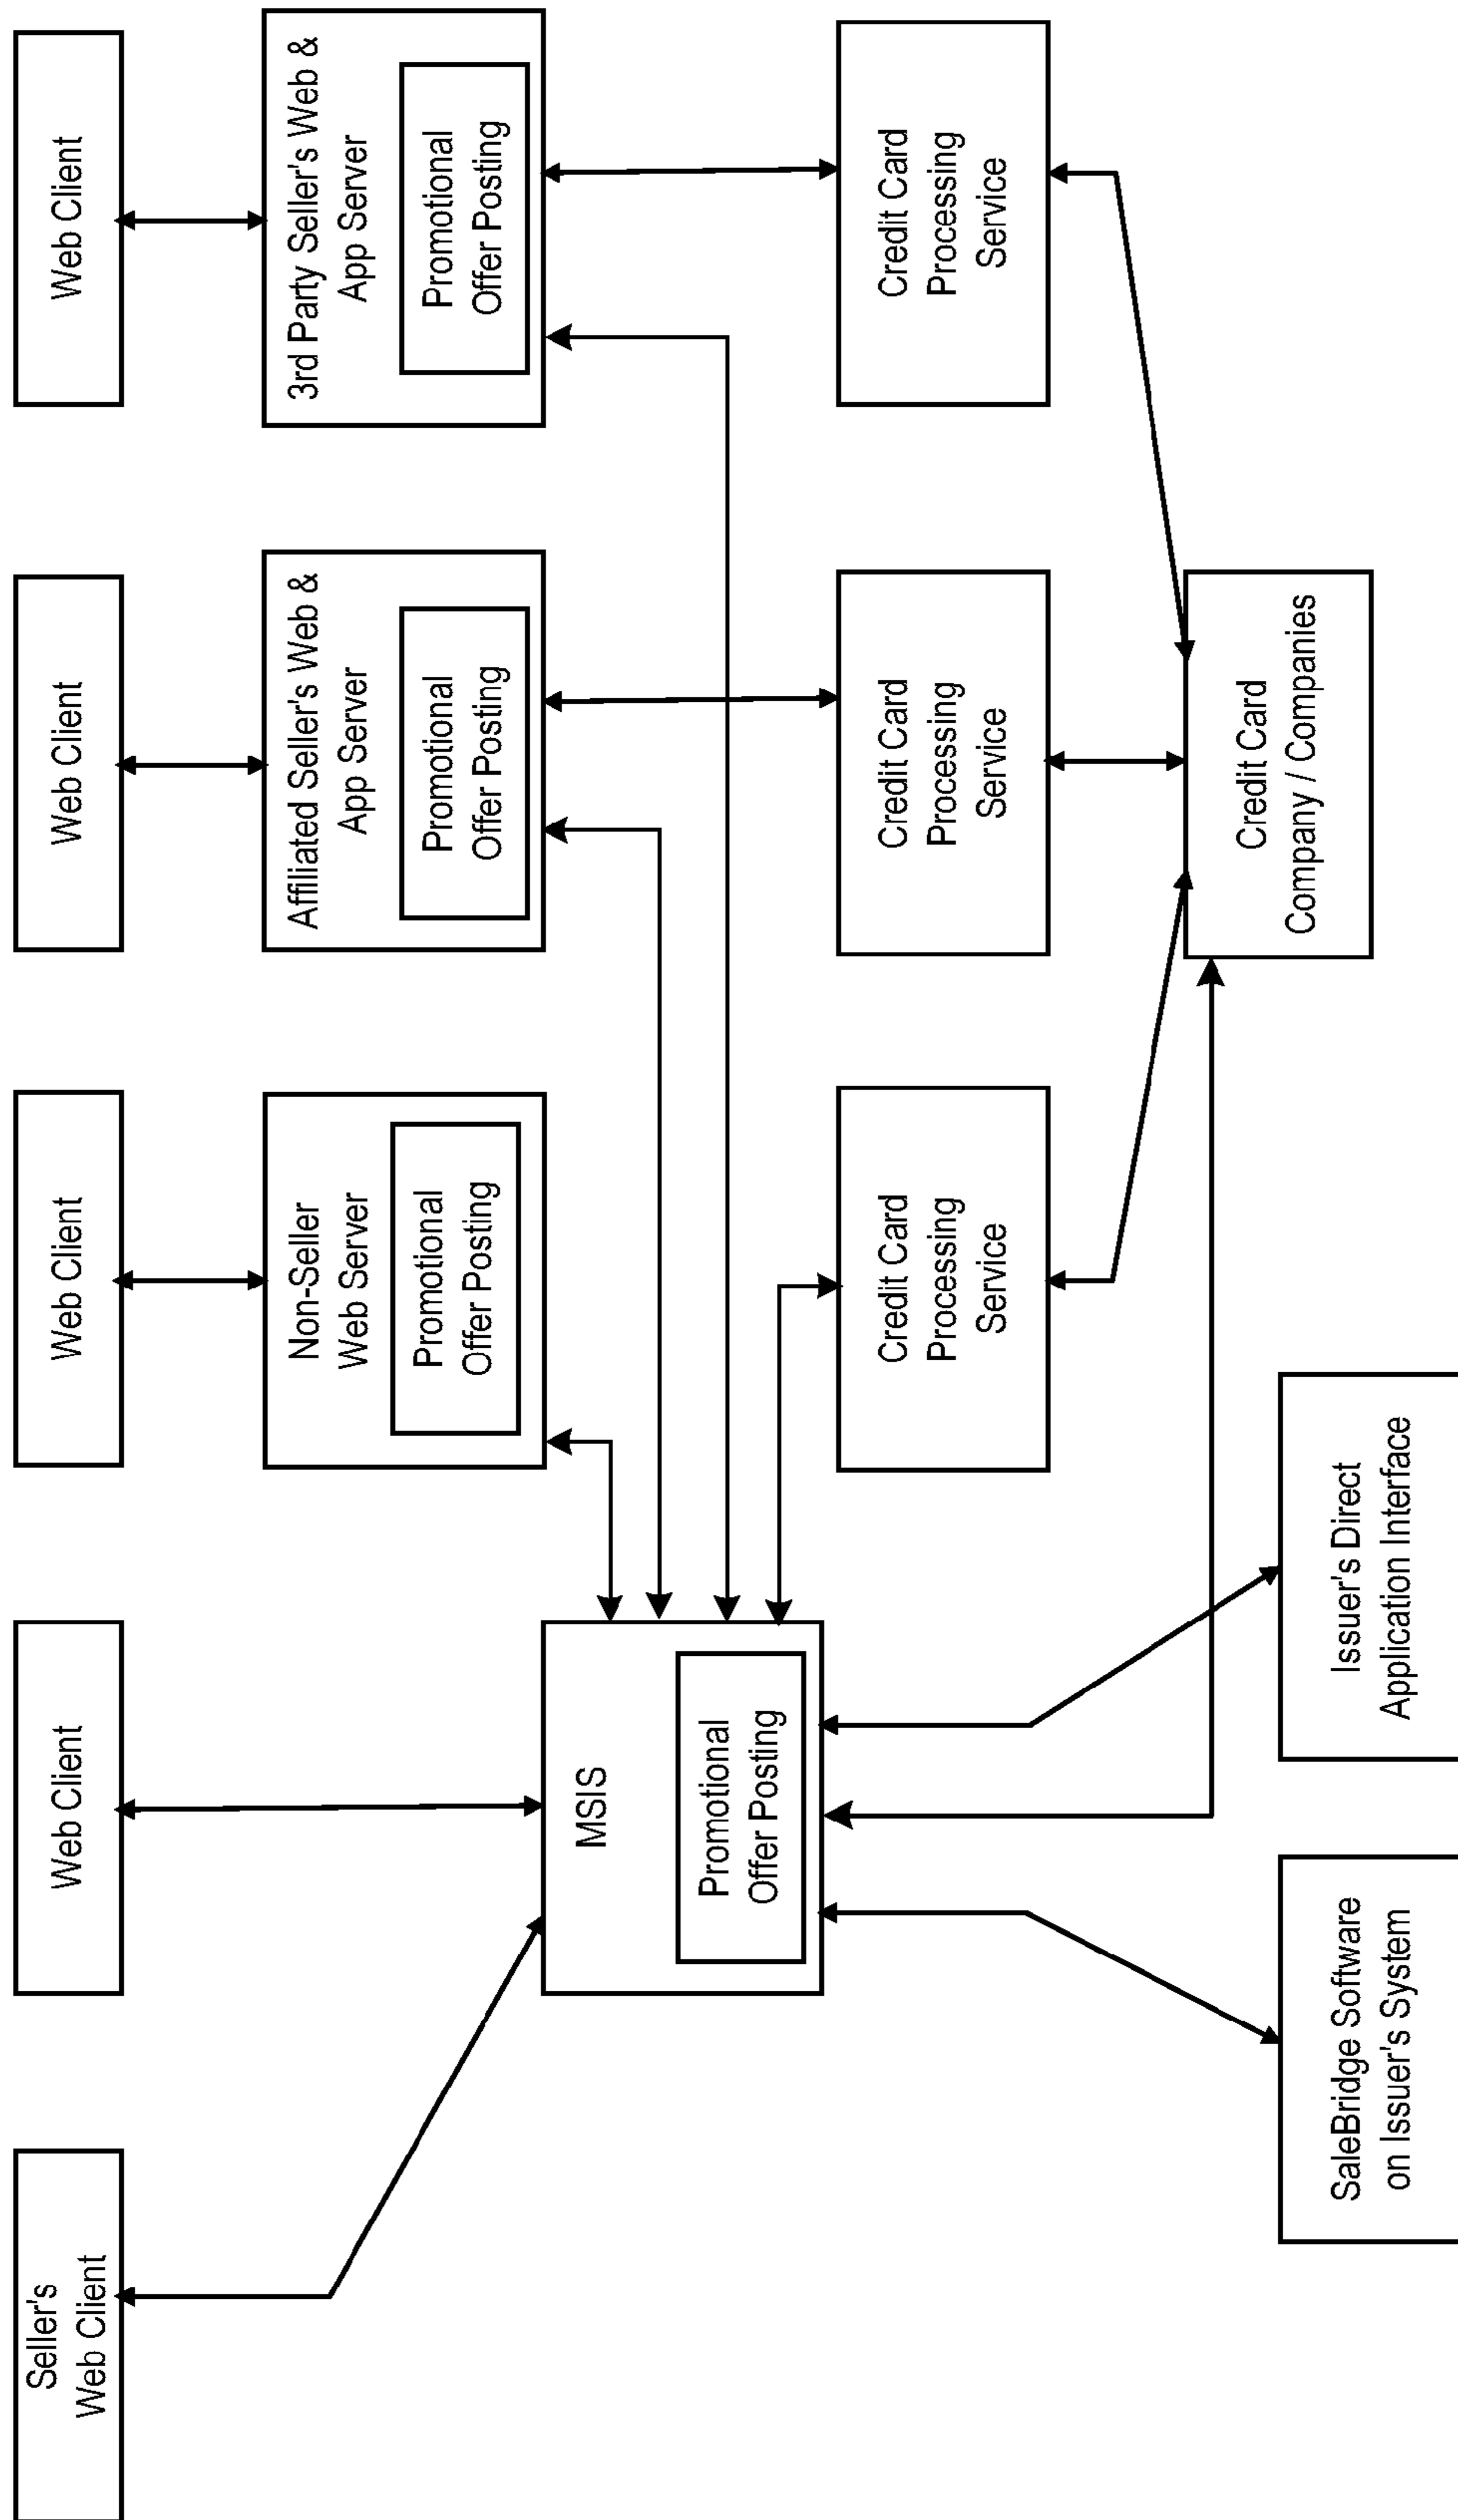 Seller's
Web Client
Web Client
Web Client
Web Client
Web Client
Non-Seller
Web Server
Promotional
Offer Posting
Affiliated Seller's Web &
App Server
Promotional
Offer Posting
3rd Party Seller's Web &
App Server
Promotional
Offer Posting
MSIS
Promotional
Offer Posting
Credit Card
Processing
Service
Credit Card
Processing
Service
Credit Card
Processing
Service
SaleBridge Software
on Issuer's System
Issuer's Direct
Application Interface
Credit Card
Company / Companies